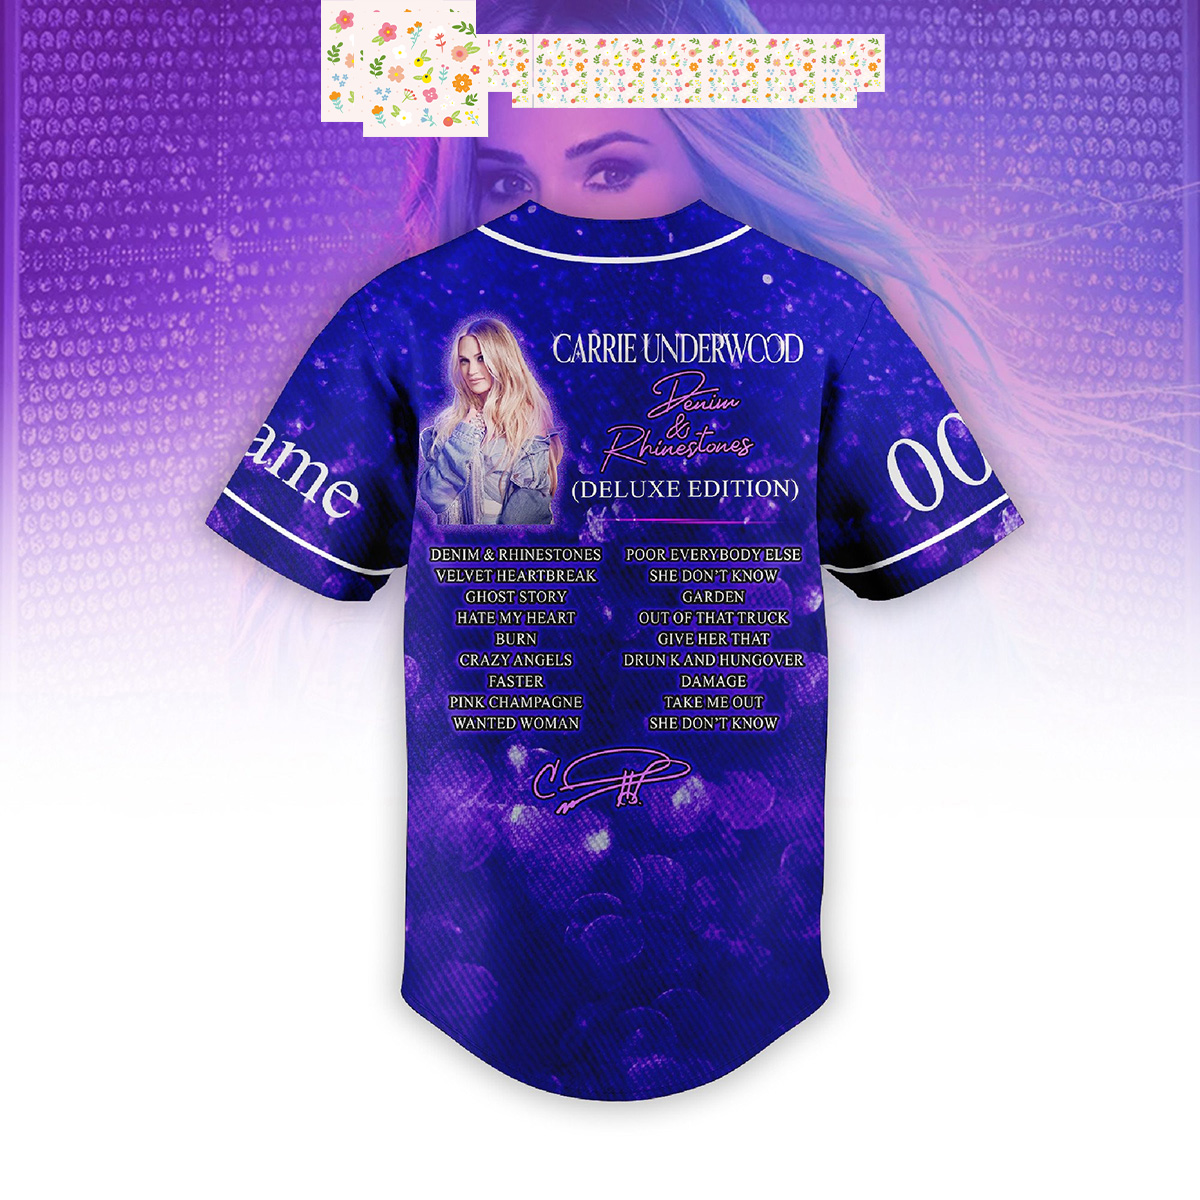 CARRIE UNDERWOOD
Denim
&
Rhinestones
(DELUXE EDITION)
ame
00
DENIM & RHINESTONES
VELVET HEARTBREAK
GHOST STORY
HATE MY HEART
BURN
CRAZY ANGELS
FASTER
PINK CHAMPAGNE
WANTED WOMAN
POOR EVERYBODY ELSE
SHE DON'T KNOW
GARDEN
OUT OF THAT TRUCK
GIVE HER THAT
DRUN K AND HUNGOVER
DAMAGE
TAKE ME OUT
SHE DON'T KNOW